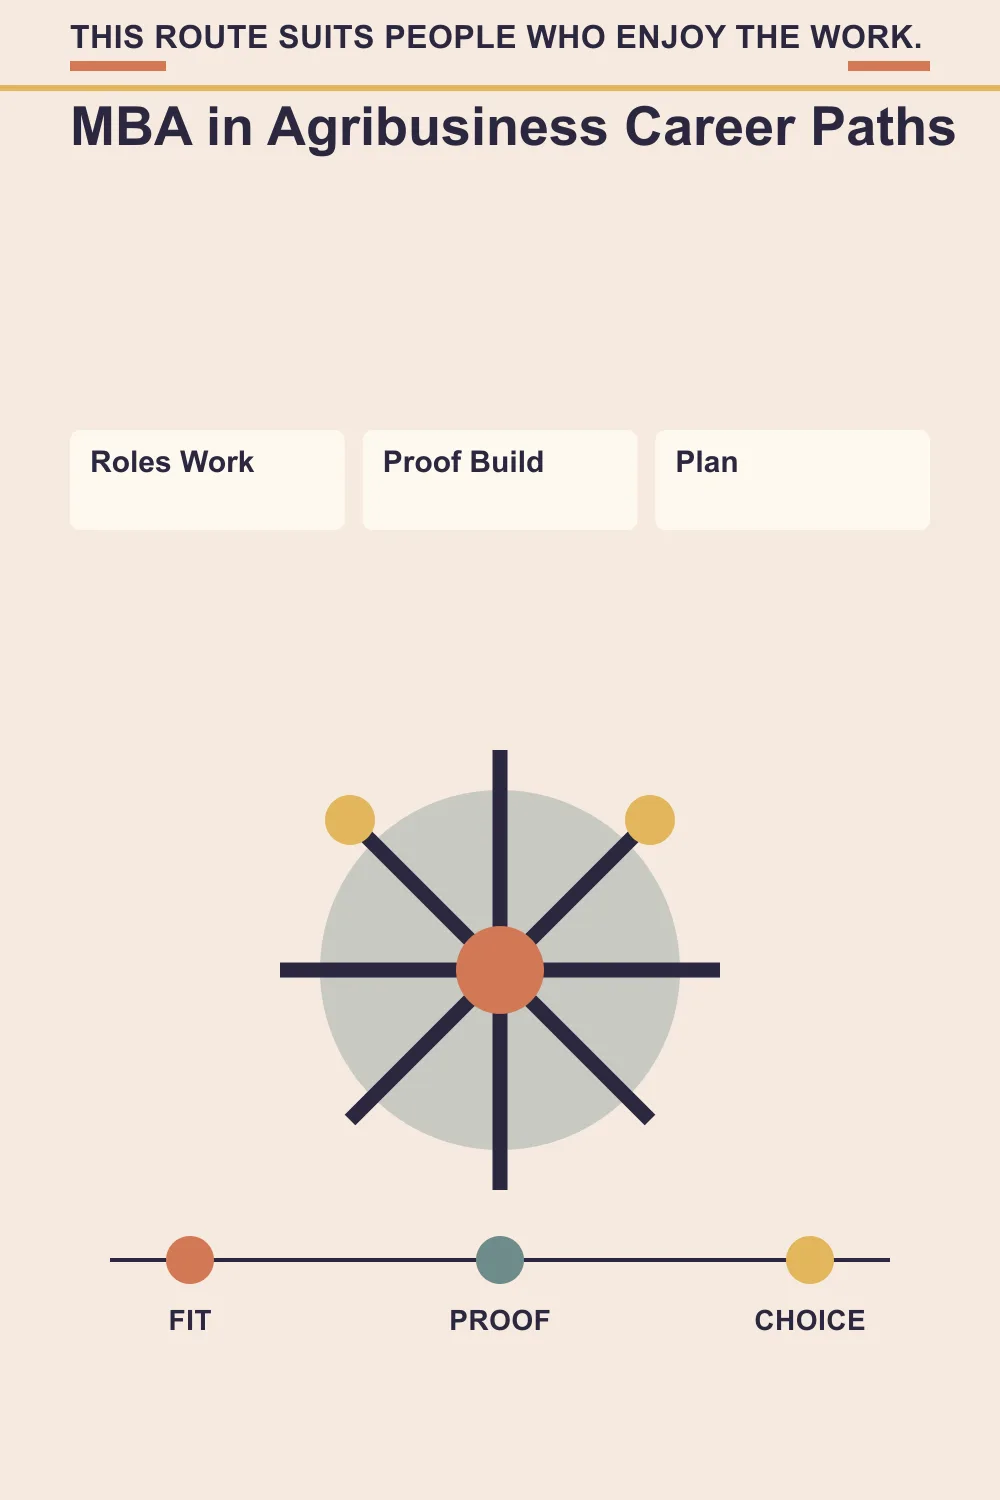 THIS ROUTE SUITS PEOPLE WHO ENJOY THE WORK.
MBA in Agribusiness Career Paths
Roles Work
Proof Build
Plan
FIT
PROOF
CHOICE